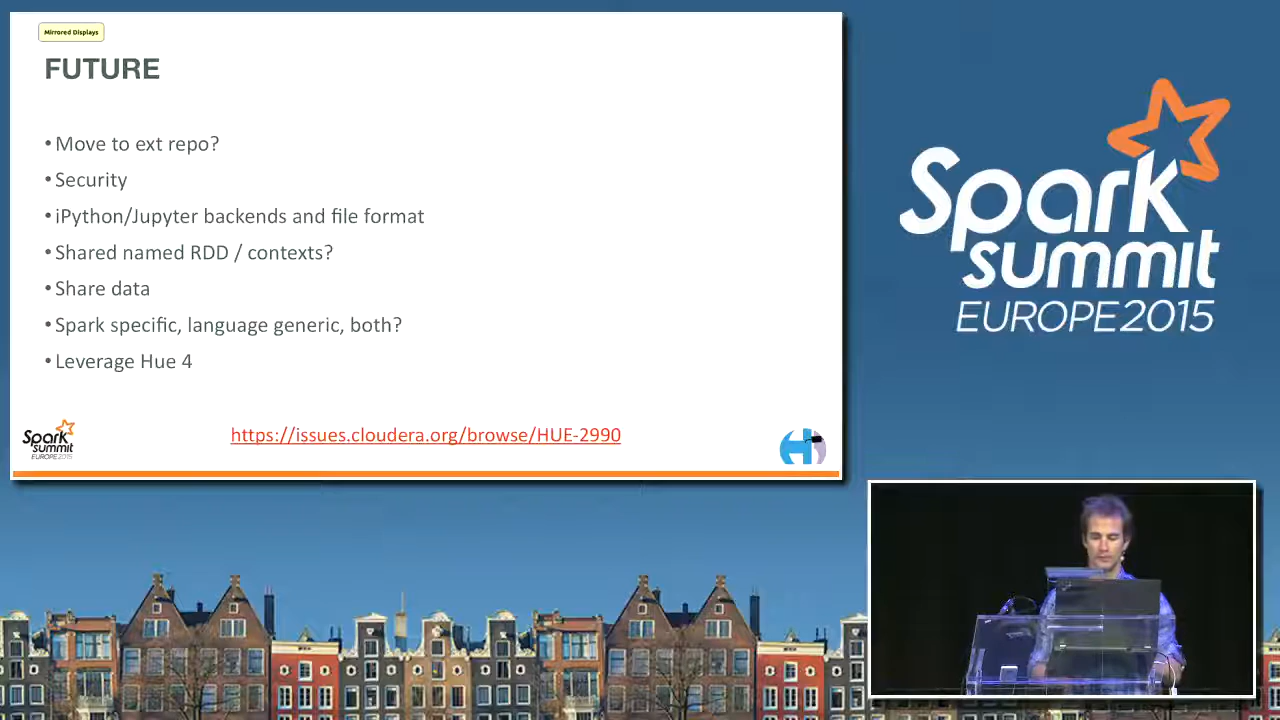 Mirrored Displays
FUTURE
• Move to ext repo?
• Security
• iPython/Jupyter backends and file format
• Shared named RDD / contexts?
• Share data
• Spark specific, language generic, both?
• Leverage Hue 4
https://issues.cloudera.org/browse/HUE-2990
Spark
summit
EUROPE 2015
Spark
summit
EUROPE 2015